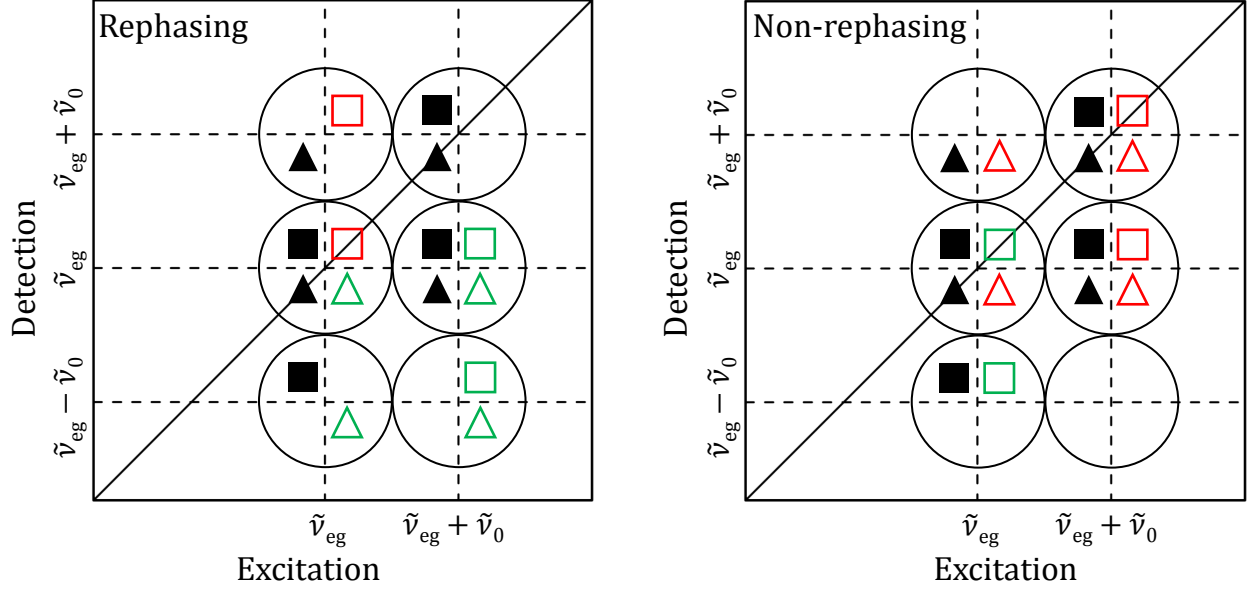 Rephasing
Detection
ν̃eg + ν̃0
ν̃eg
ν̃eg − ν̃0
ν̃eg
ν̃eg + ν̃0
Excitation
Non-rephasing
Detection
ν̃eg + ν̃0
ν̃eg
ν̃eg − ν̃0
ν̃eg
ν̃eg + ν̃0
Excitation